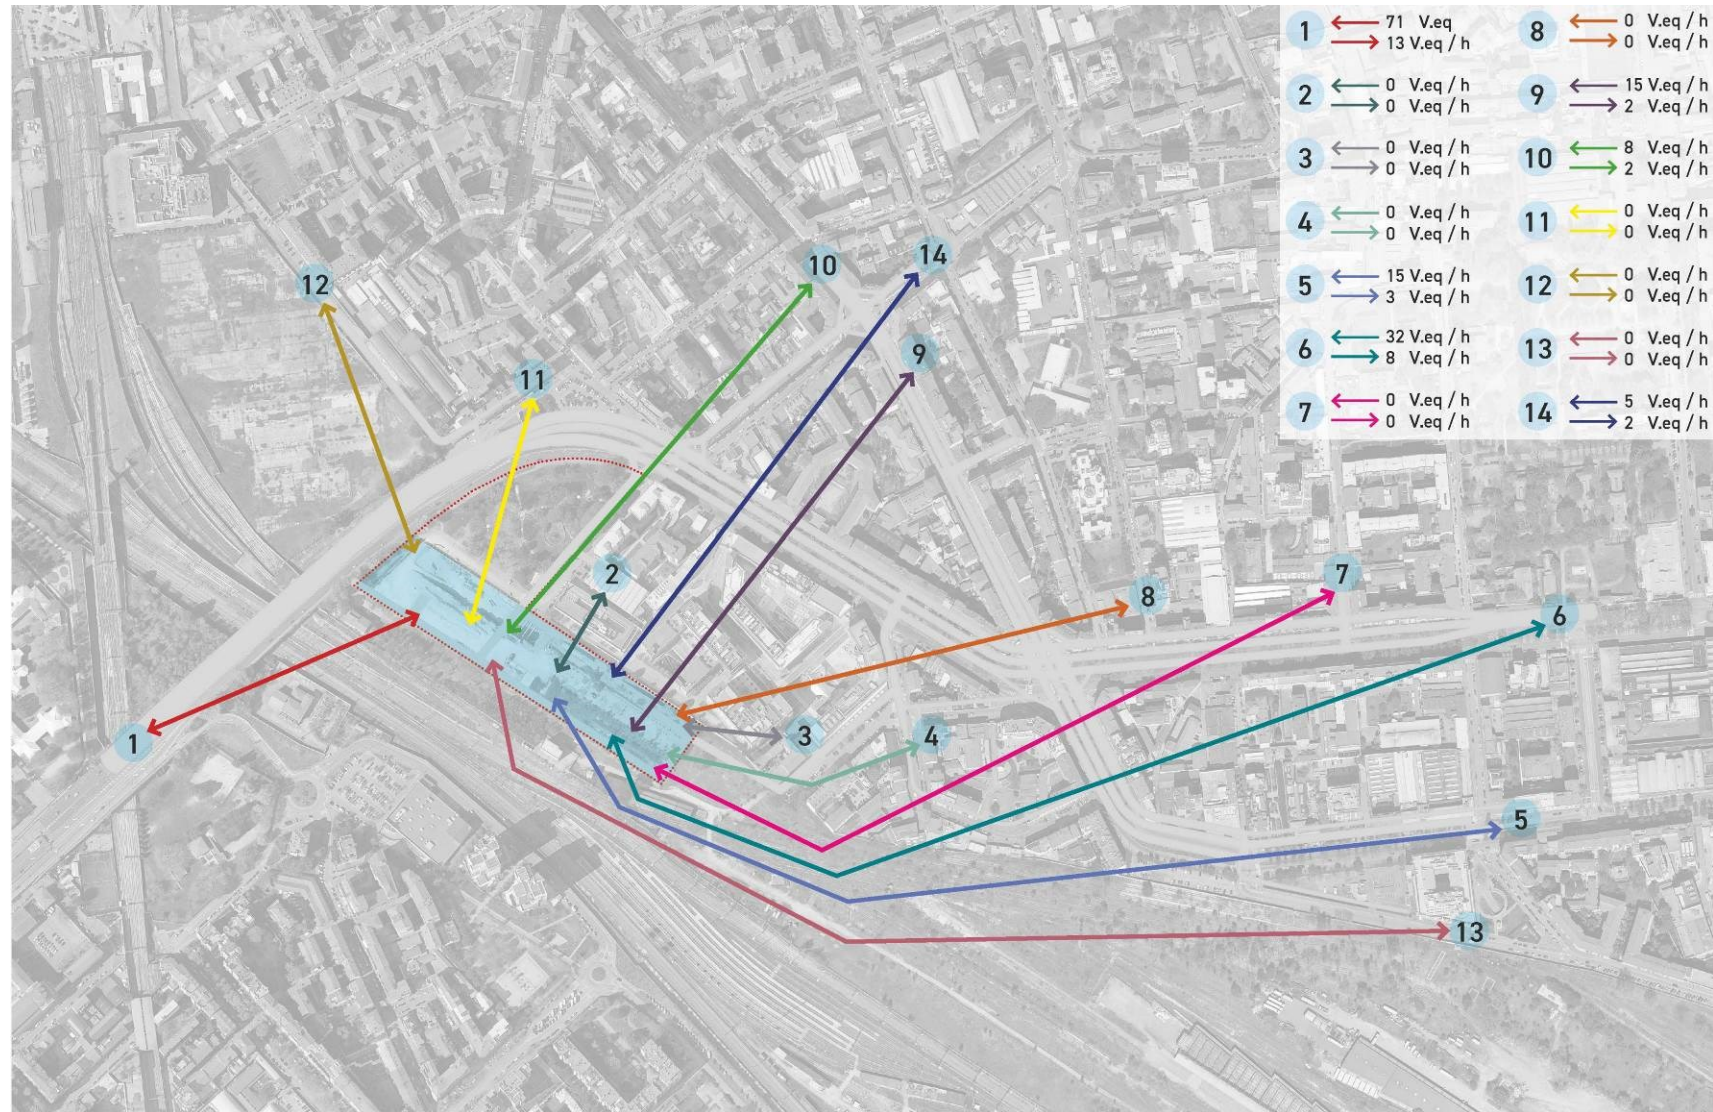 1
71 V.eq
13 V.eq / h
2
0 V.eq / h
0 V.eq / h
3
0 V.eq / h
0 V.eq / h
4
0 V.eq / h
0 V.eq / h
5
15 V.eq / h
3 V.eq / h
6
32 V.eq / h
8 V.eq / h
7
0 V.eq / h
0 V.eq / h
8
0 V.eq / h
0 V.eq / h
9
15 V.eq / h
2 V.eq / h
10
8 V.eq / h
2 V.eq / h
11
0 V.eq / h
0 V.eq / h
12
0 V.eq / h
0 V.eq / h
13
0 V.eq / h
0 V.eq / h
14
5 V.eq / h
2 V.eq / h
14
10
12
9
11
2
7
8
6
1
3
4
5
13